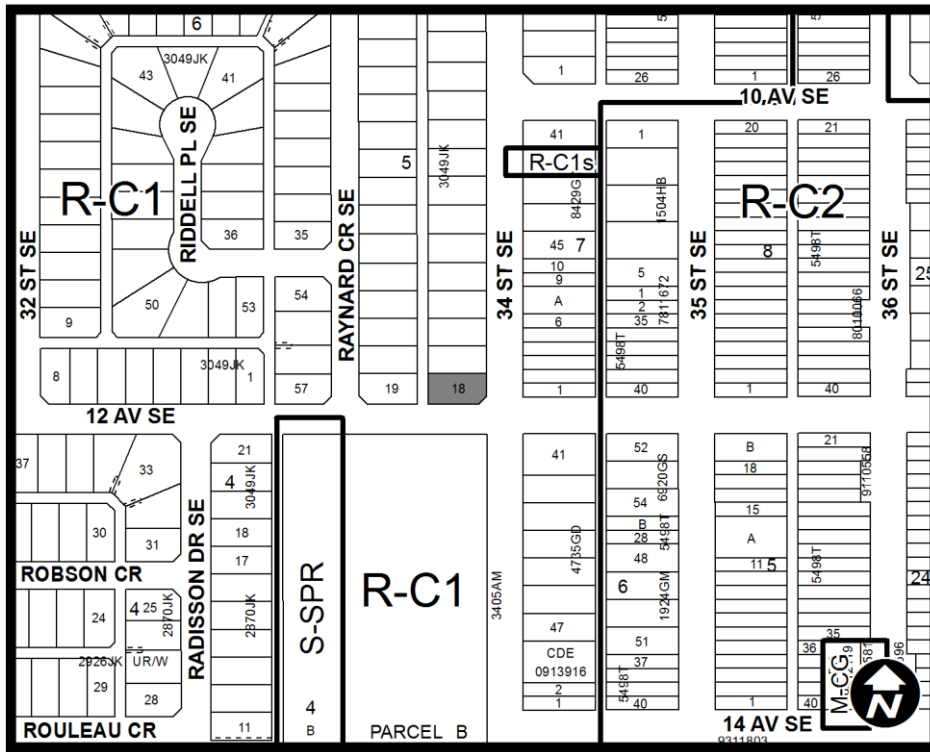 6
3049JK
43
41
1
26
1
26
10 AV SE
41
1
20
21
R-C1s
5
3049JK
R-C1
RIDDELL PL SE
8429G
1504HB
R-C2
36
35
RAYNARD CR SE
45
7
8
5498T
32 ST SE
34 ST SE
35 ST SE
36 ST SE
10
9
5
25
50
53
54
A
1
2
7811672
8010066
9
6
35
5498T
3049JK
8
1
57
19
18
1
40
1
40
12 AV SE
37
33
21
41
52
B
21
4
3049JK
18
6920GS
9110558
54
15
30
31
18
B
28
5498T
A
17
48
4735GD
11
5
5498T
ROBSON CR
RADISSON DR SE
S-SPR
R-C1
3405AM
6
1924GM
24
24
4
25
2870JK
2870JK
47
51
35
2926JK
UR/W
CDE
0913916
37
36
29
28
2
5498T
M-CG
N
4
1
40
1
ROULEAU CR
11
B
PARCEL B
14 AV SE
9311803